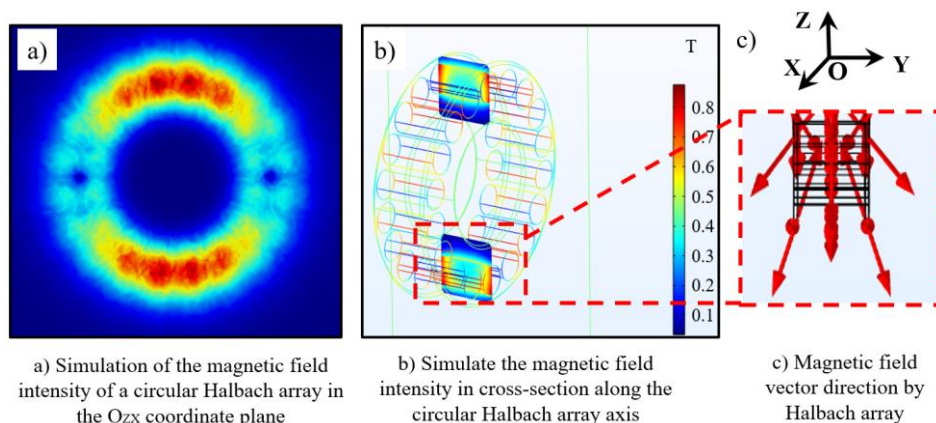 a)
b)
T
0.8
0.7
0.6
0.5
0.4
0.3
0.2
0.1
c)
Z
X
O
Y
a) Simulation of the magnetic field
intensity of a circular Halbach array in
the Ozx coordinate plane
b) Simulate the magnetic field
intensity in cross-section along the
circular Halbach array axis
c) Magnetic field
vector direction by
Halbach array